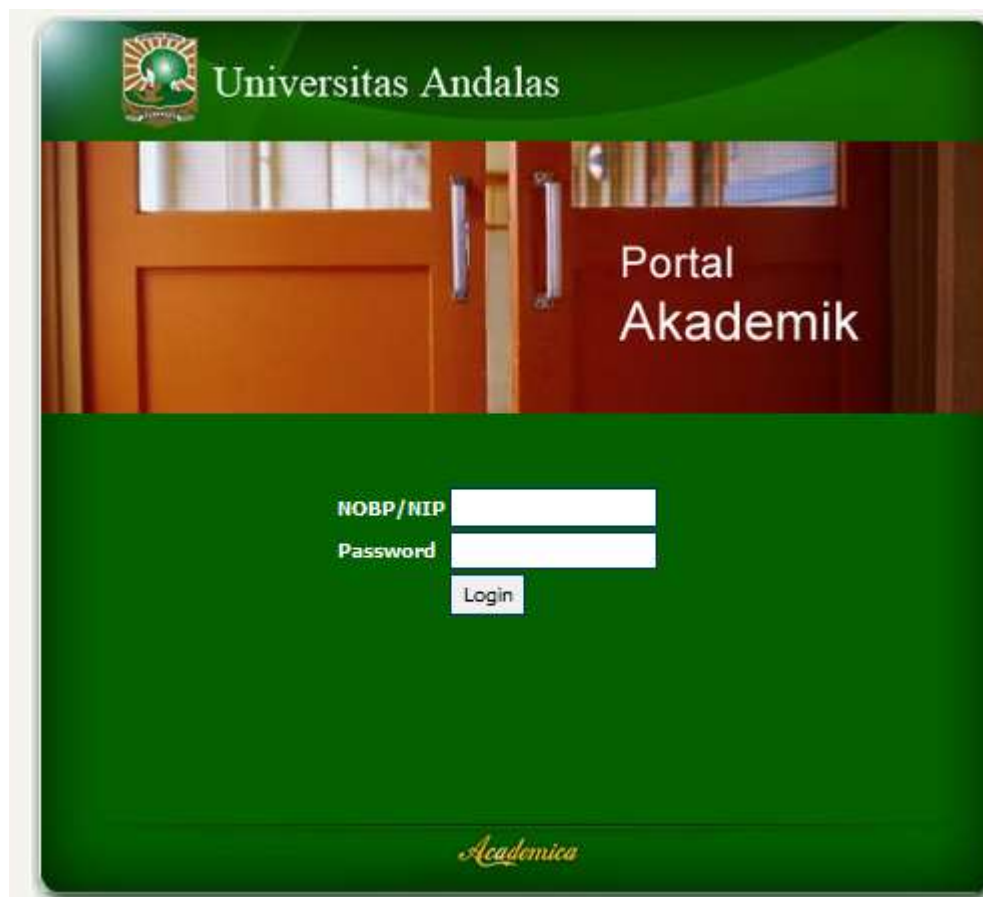 Universitas Andalas
Portal
Akademik
NOBP/NIP
Password
Login
Academica